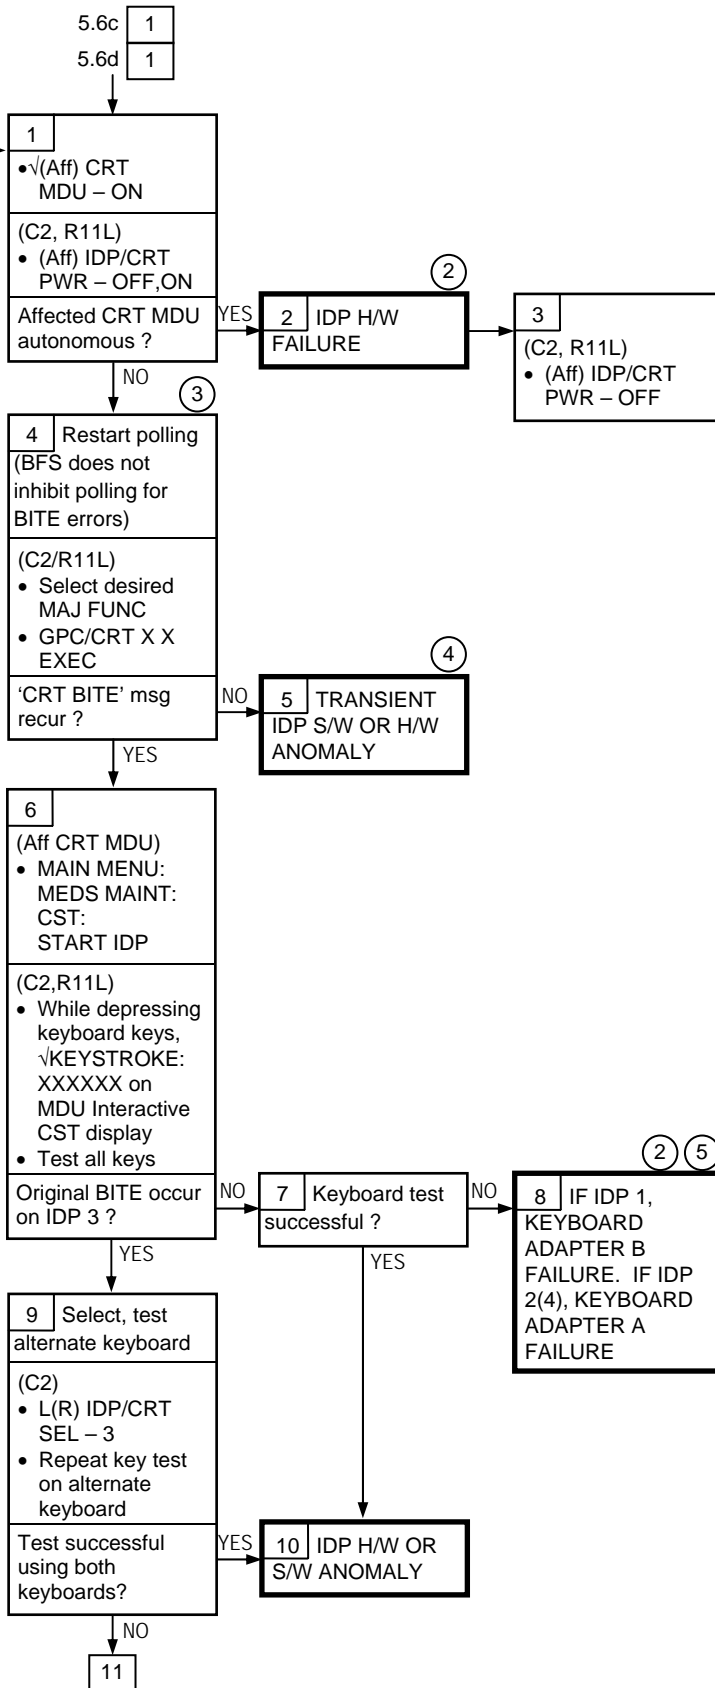 5.6c 1
5.6d 1
1
•√(Aff) CRT
MDU – ON
(C2, R11L)
• (Aff) IDP/CRT
PWR – OFF,ON
Affected CRT MDU
autonomous ?
YES
NO
2
2 IDP H/W
FAILURE
3
(C2, R11L)
• (Aff) IDP/CRT
PWR – OFF
3
4 Restart polling
(BFS does not
inhibit polling for
BITE errors)
(C2/R11L)
• Select desired
MAJ FUNC
• GPC/CRT X X
EXEC
‘CRT BITE’ msg
recur ?
NO
YES
4
5 TRANSIENT
IDP S/W OR H/W
ANOMALY
6
(Aff CRT MDU)
• MAIN MENU:
MEDS MAINT:
CST:
START IDP
(C2,R11L)
• While depressing
keyboard keys,
√KEYSTROKE:
XXXXXX on
MDU Interactive
CST display
• Test all keys
Original BITE occur
on IDP 3 ?
NO
YES
7 Keyboard test
successful ?
NO
YES
2 5
8 IF IDP 1,
KEYBOARD
ADAPTER B
FAILURE. IF IDP
2(4), KEYBOARD
ADAPTER A
FAILURE
9 Select, test
alternate keyboard
(C2)
• L(R) IDP/CRT
SEL – 3
• Repeat key test
on alternate
keyboard
Test successful
using both
keyboards?
YES
NO
10 IDP H/W OR
S/W ANOMALY
11